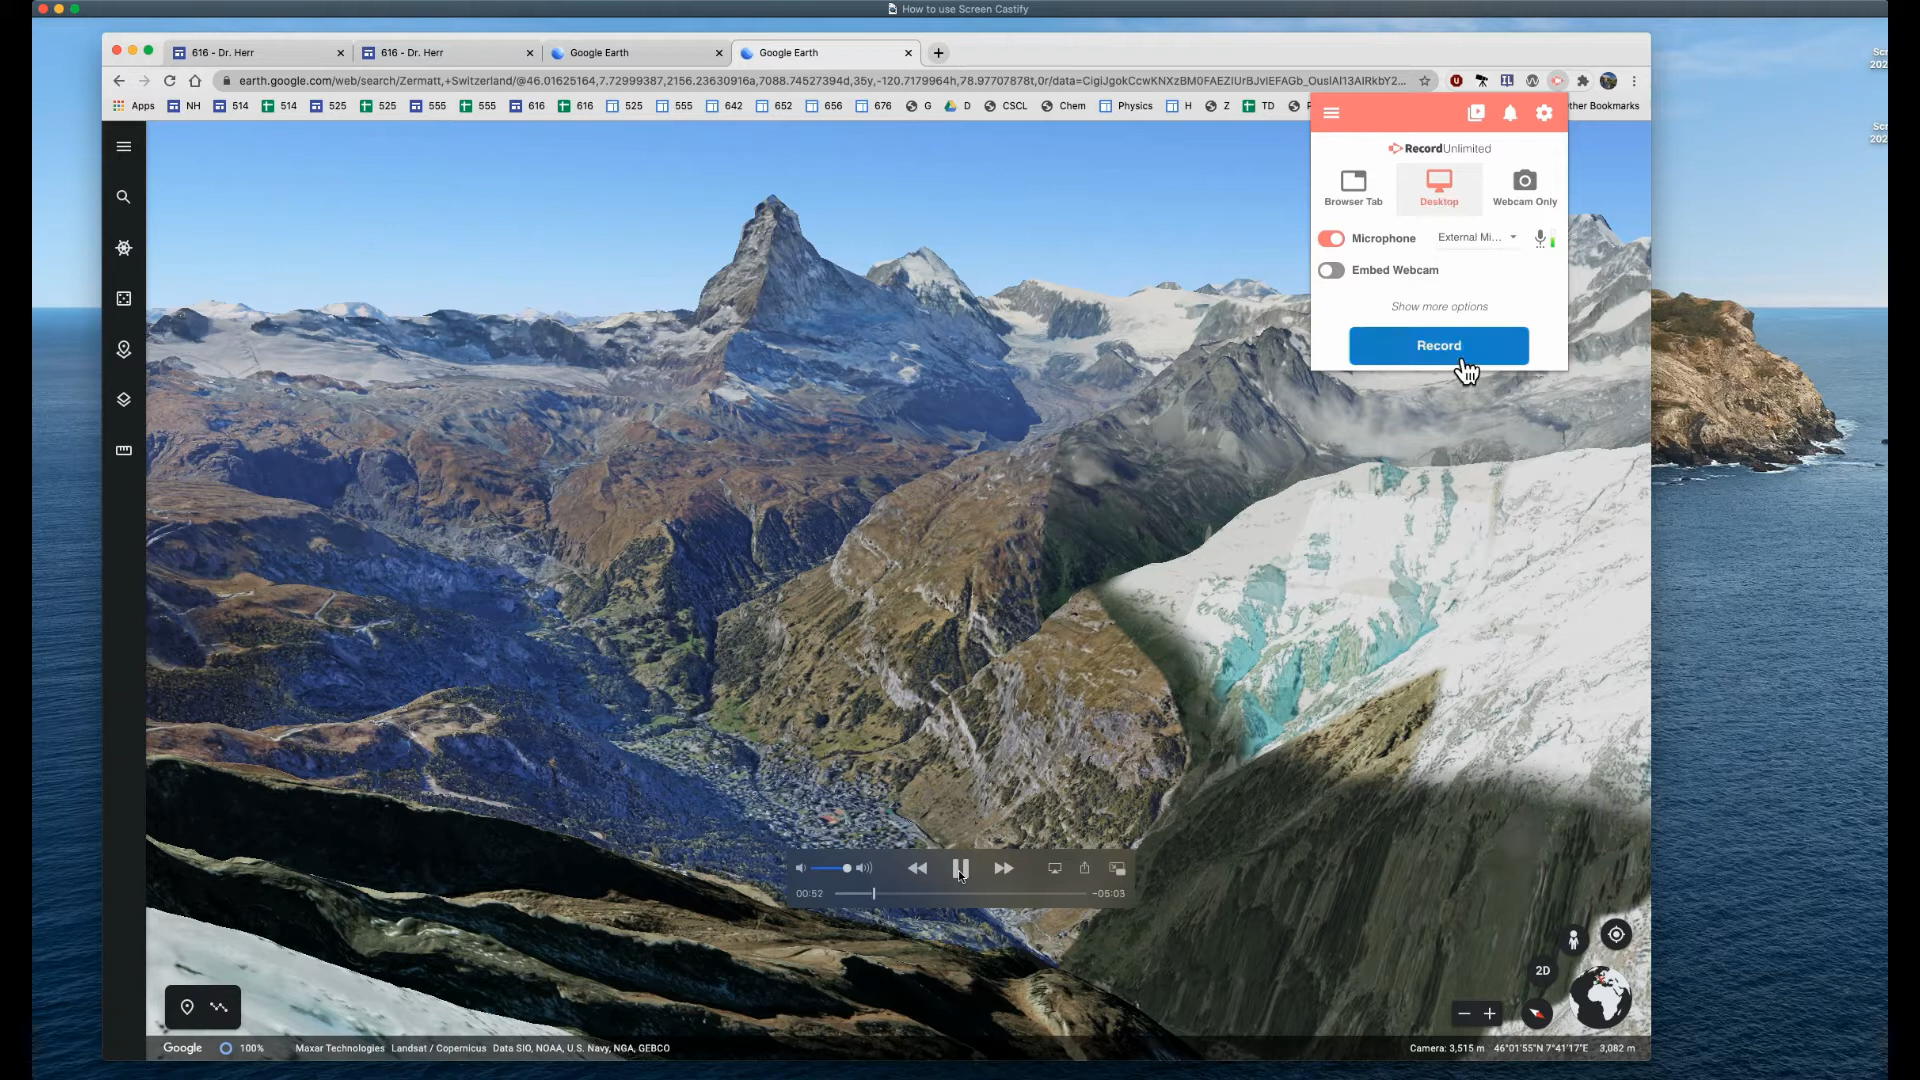 How to use Screen Castify
616 - Dr. Herr
616 - Dr. Herr
Google Earth
Google Earth
earth.google.com/web/search/Zermatt,+Switzerland/@46.01625164,7.72999387,2156.23630916a,7088.74527394d,35y,-120.7179964h,78.97707878t,0r/data=CigiJgokCcwKNXzBM0FAEZIUrBJvIEFAGb_OusIAI13AIRkbY2...
Apps NH 514 514 525 525 555 555 616 616 525 555 642 652 656 676 G D CSCL Chem Physics H Z TD
ther Bookmarks
RecordUnlimited
Browser Tab Desktop Webcam Only
Microphone External Mi...
Embed Webcam
Show more options
Record
00:52 -05:03
2D
Google 100% Maxar Technologies Landsat / Copernicus Data SIO, NOAA, U.S. Navy, NGA, GEBCO
Camera: 3,515 m 46°01'55"N 7°41'17"E 3,082 m